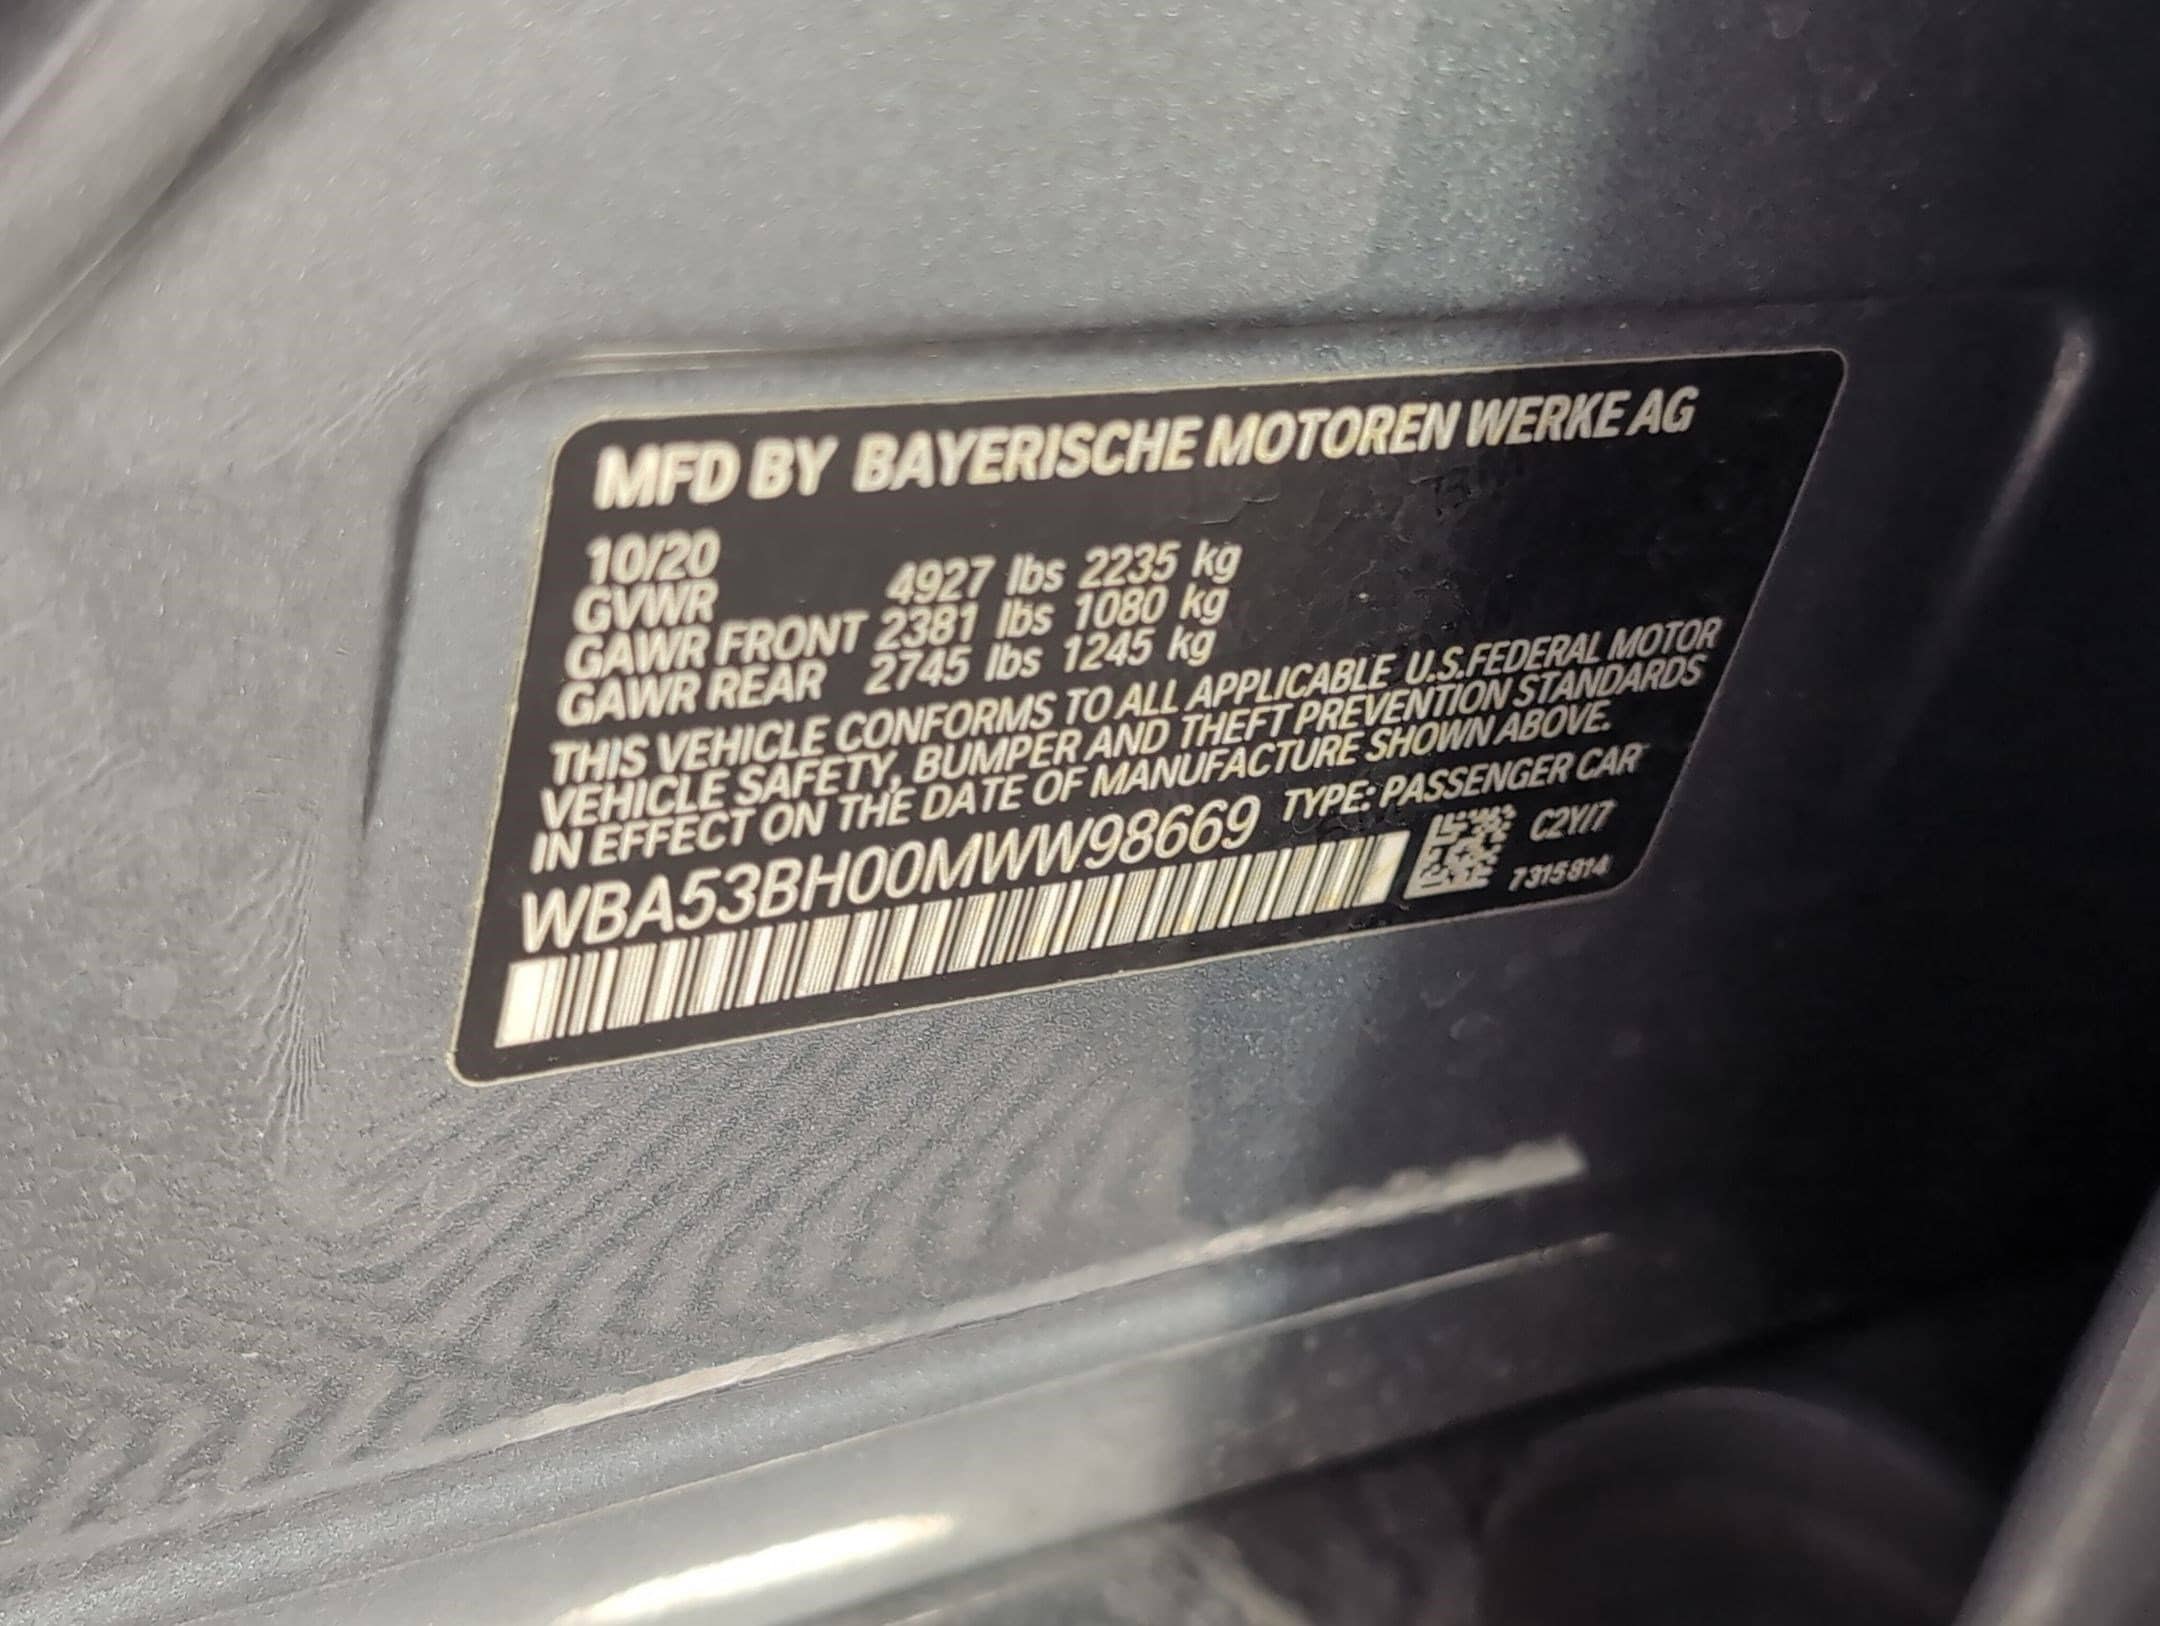 MFD BY BAYERISCHE MOTOREN WERKE AG
10/20
GVWR 4927 lbs 2235 kg
GAWR FRONT 2381 lbs 1080 kg
GAWR REAR 2745 lbs 1245 kg
THIS VEHICLE CONFORMS TO ALL APPLICABLE U.S.FEDERAL MOTOR
VEHICLE SAFETY, BUMPER AND THEFT PREVENTION STANDARDS
IN EFFECT ON THE DATE OF MANUFACTURE SHOWN ABOVE.
WBA53BH00MWW98669 TYPE: PASSENGER CAR
C2Y/7
7315814